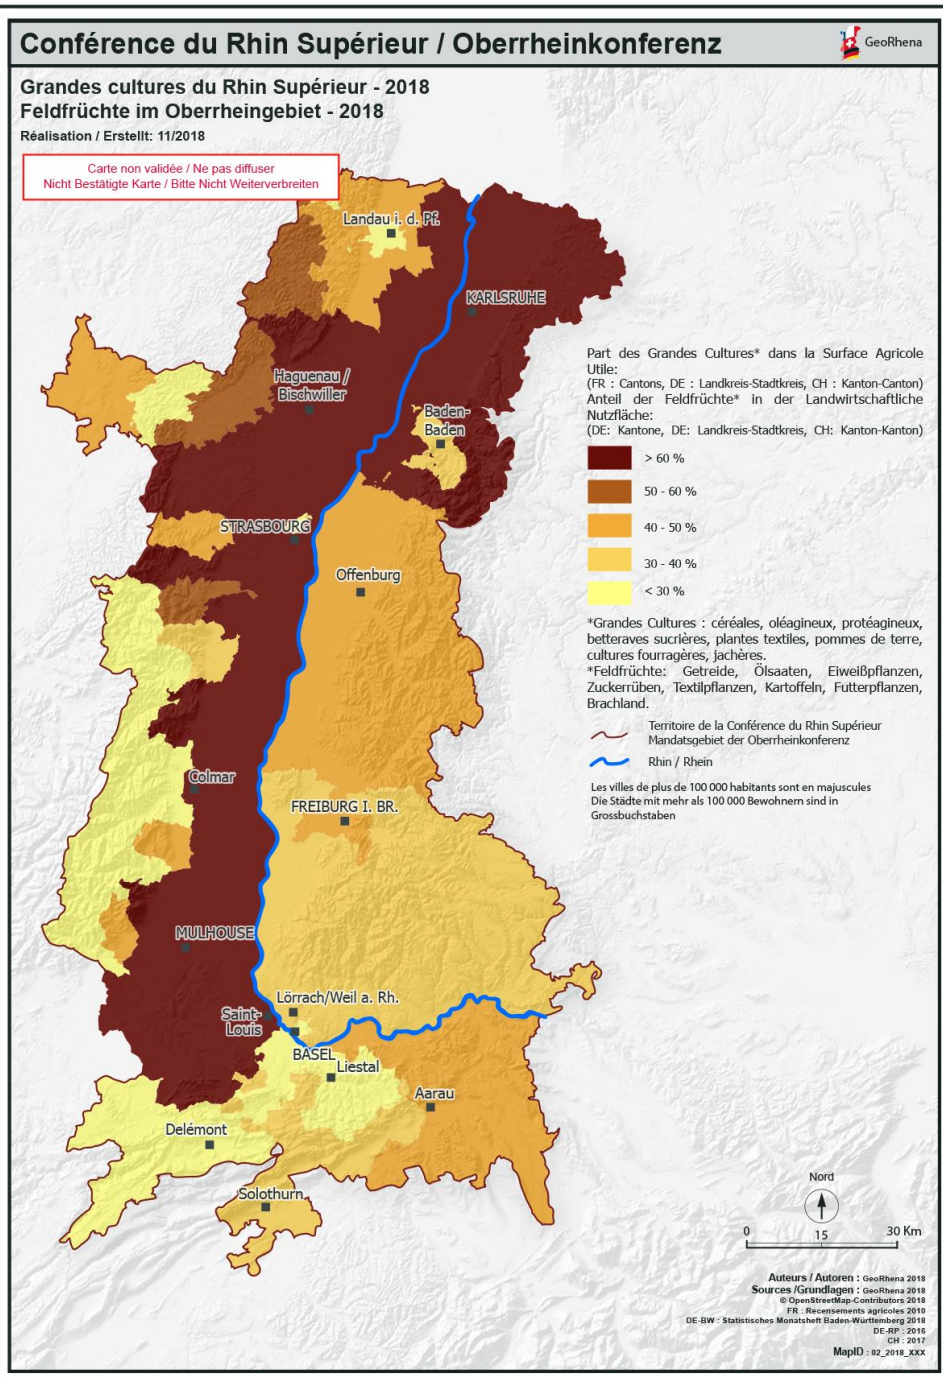 Conférence du Rhin Supérieur / Oberrheinkonferenz
GeoRhena
Grandes cultures du Rhin Supérieur - 2018
Feldfrüchte im Oberrheingebiet - 2018
Réalisation / Erstellt: 11/2018
Carte non validée / Ne pas diffuser
Nicht Bestätigte Karte / Bitte Nicht Weiterverbreiten
Landau i. d. Pf.
KARLSRUHE
Haguenau /
Bischwiller
Baden-
Baden
STRASBOURG
Offenburg
Colmar
FREIBURG I. BR.
MULHOUSE
Lörrach/Weil a. Rh.
Saint-
Louis
BASEL
Liestal
Aarau
Delémont
Solothurn
Part des Grandes Cultures* dans la Surface Agricole
Utile:
(FR : Cantons, DE : Landkreis-Stadtkreis, CH : Kanton-Canton)
Anteil der Feldfrüchte* in der Landwirtschaftliche
Nutzfläche:
(DE: Kantone, DE: Landkreis-Stadtkreis, CH: Kanton-Kanton)
> 60 %
50 - 60 %
40 - 50 %
30 - 40 %
< 30 %
*Grandes Cultures : céréales, oléagineux, protéagineux,
betteraves sucrières, plantes textiles, pommes de terre,
cultures fourragères, jachères.
*Feldfrüchte: Getreide, Ölsaaten, Eiweißpflanzen,
Zuckerrüben, Textilpflanzen, Kartoffeln, Futterpflanzen,
Brachland.
Territoire de la Conférence du Rhin Supérieur
Mandatsgebiet der Oberrheinkonferenz
Rhin / Rhein
Les villes de plus de 100 000 habitants sont en majuscules
Die Städte mit mehr als 100 000 Bewohnern sind in
Grossbuchstaben
Nord
0 15 30 Km
Auteurs / Autoren : GeoRhena 2018
Sources /Grundlagen : GeoRhena 2018
© OpenStreetMap-Contributors 2018
FR : Recensements agricoles 2010
DE-BW : Statistisches Monatsheft Baden-Württemberg 2018
DE-RP : 2016
CH : 2017
MapID : 02_2018_XXX